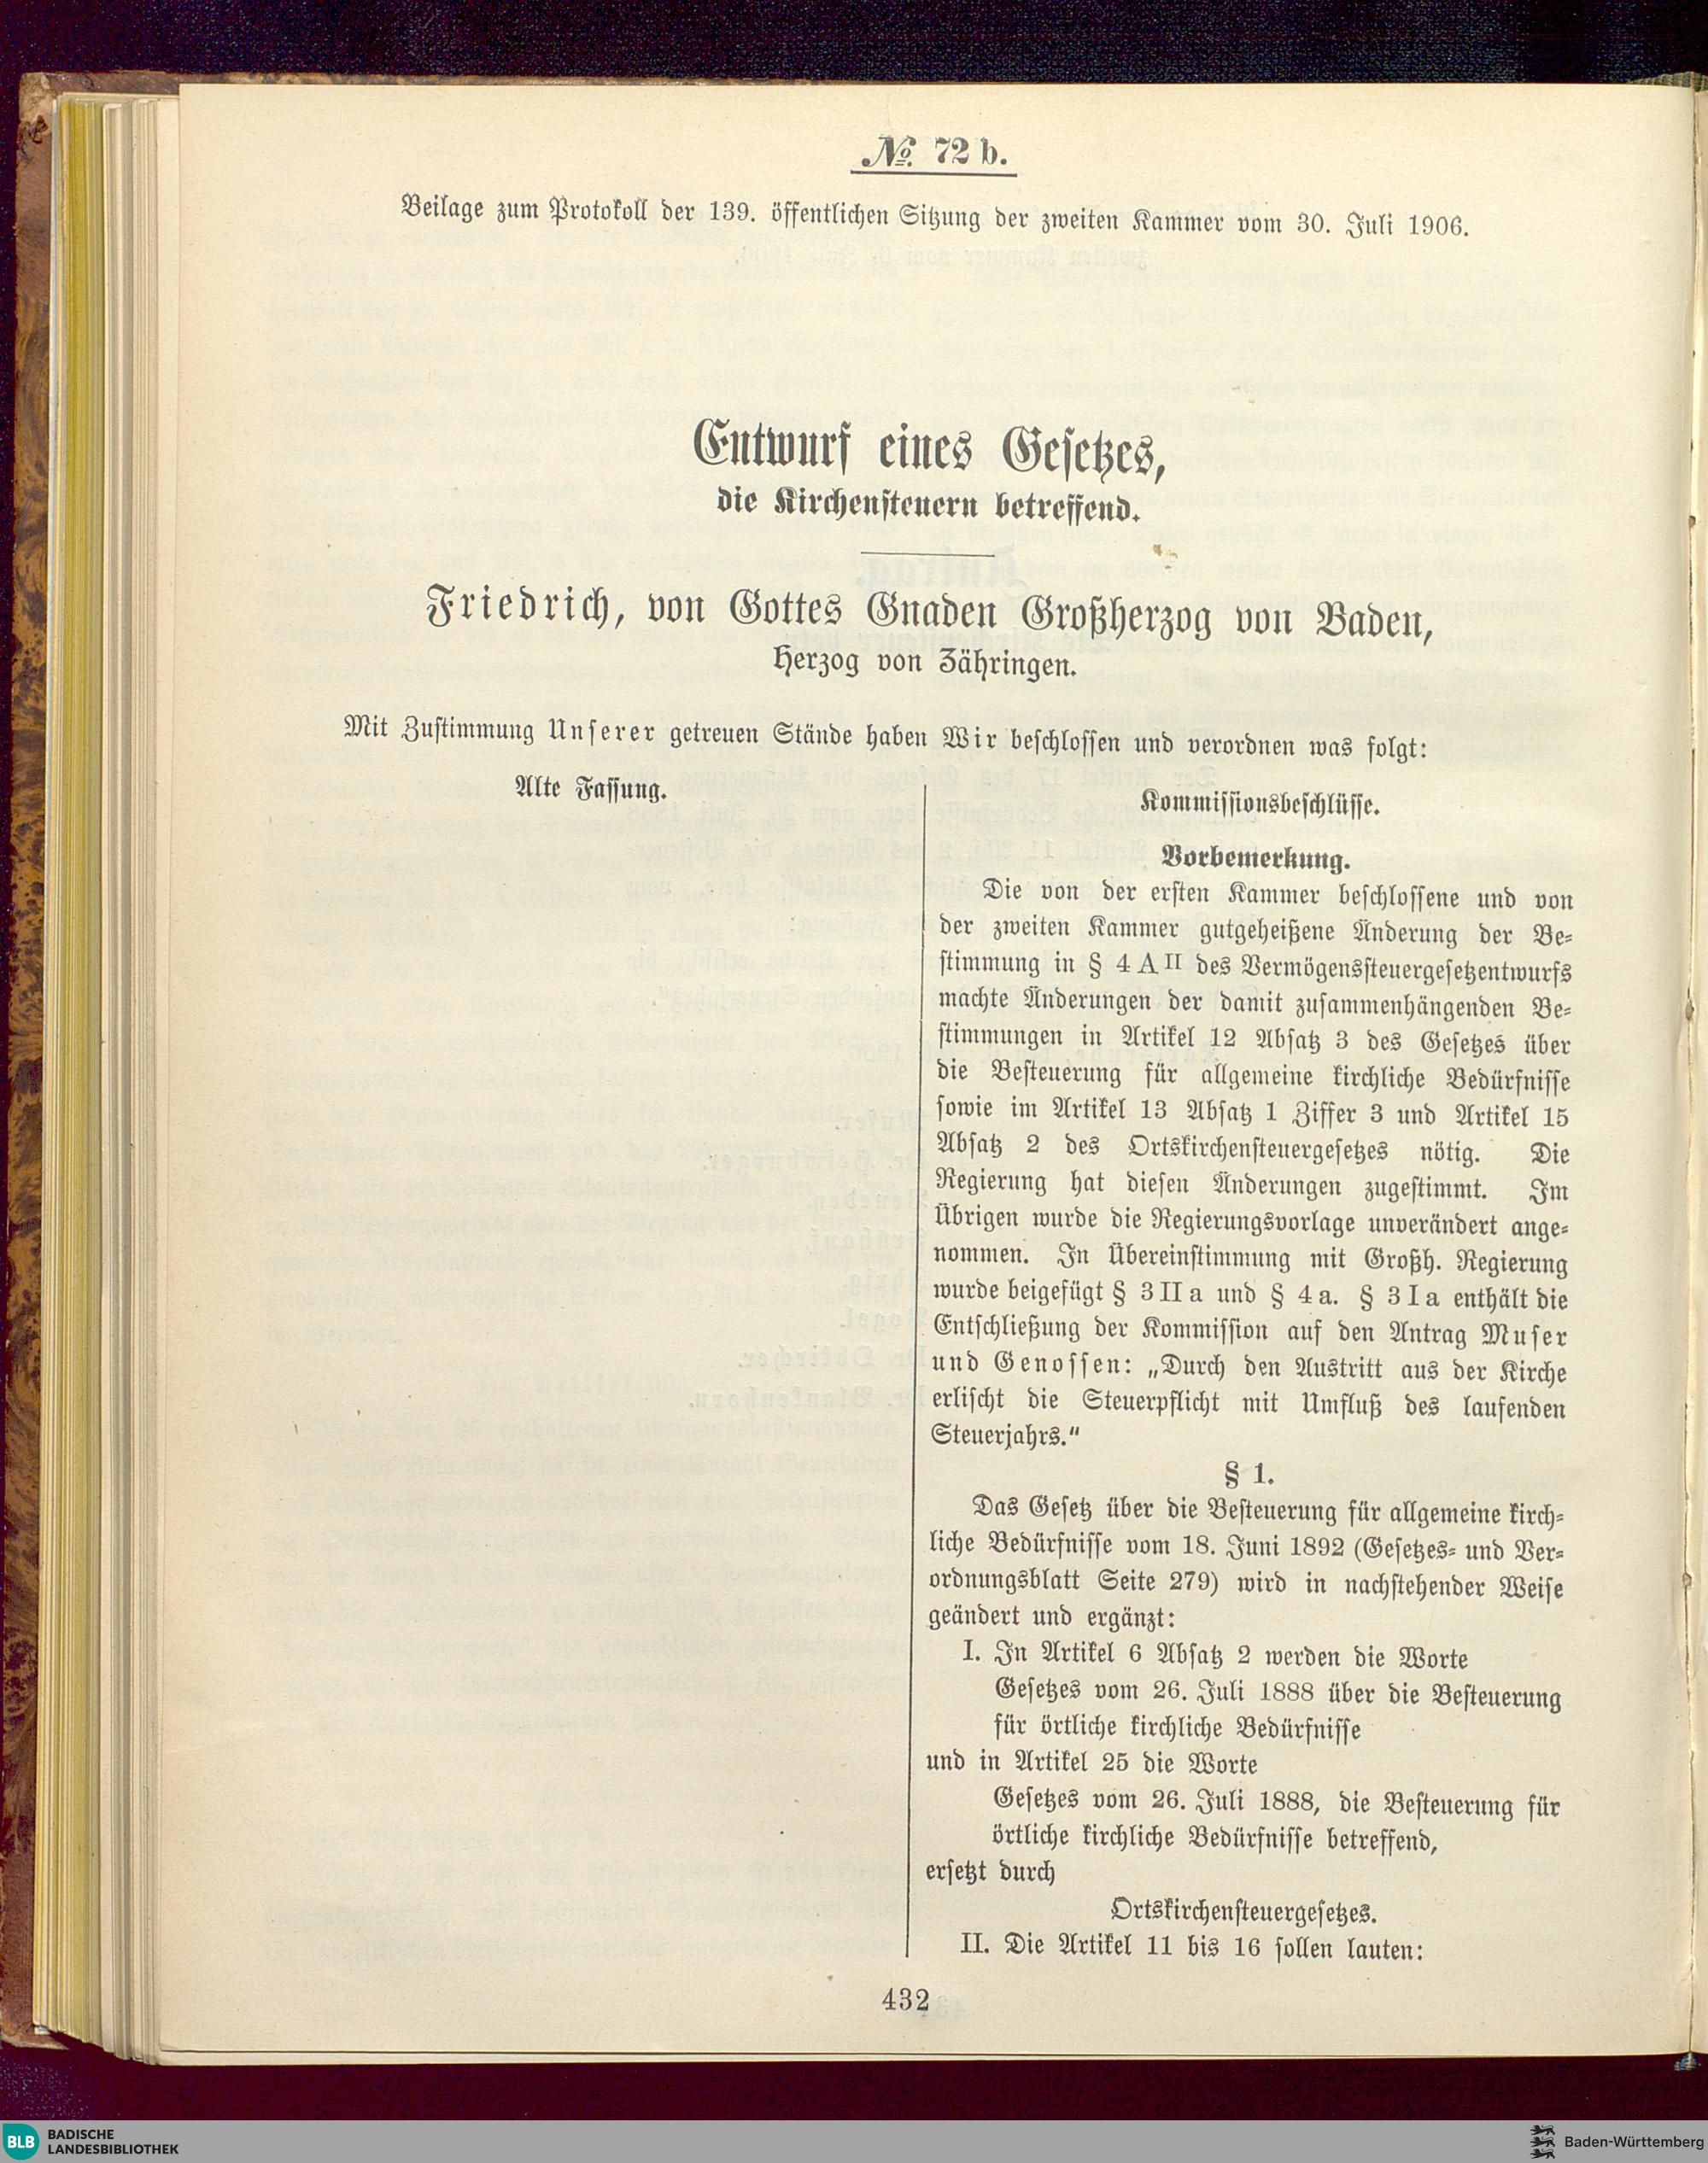 № 72 b.
Beilage zum Protokoll der 139. öffentlichen Sitzung der zweiten Kammer vom 30. Juli 1906.
Entwurf eines Gesetzes,
die Kirchensteuern betreffend.
Friedrich, von Gottes Gnaden Großherzog von Baden,
Herzog von Zähringen.
Mit Zustimmung Unserer getreuen Stände haben Wir beschlossen und verordnen was folgt:
Alte Fassung.
Kommissionsbeschlüsse.
Vorbemerkung.
Die von der ersten Kammer beschlossene und von
der zweiten Kammer gutgeheißene Änderung der Be-
stimmung in § 4 A II des Vermögenssteuergesetzentwurfs
machte Änderungen der damit zusammenhängenden Be-
stimmungen in Artikel 12 Absatz 3 des Gesetzes über
die Besteuerung für allgemeine kirchliche Bedürfnisse
sowie im Artikel 13 Absatz 1 Ziffer 3 und Artikel 15
Absatz 2 des Ortskirchensteuergesetzes nötig. Die
Regierung hat diesen Änderungen zugestimmt. Im
Übrigen wurde die Regierungsvorlage unverändert ange-
nommen. In Übereinstimmung mit Großh. Regierung
wurde beigefügt § 3 II a und § 4 a. § 3 I a enthält die
Entschließung der Kommission auf den Antrag Muser
und Genossen: „Durch den Austritt aus der Kirche
erlischt die Steuerpflicht mit Umfluß des laufenden
Steuerjahrs.“
§ 1.
Das Gesetz über die Besteuerung für allgemeine kirch-
liche Bedürfnisse vom 18. Juni 1892 (Gesetzes- und Ver-
ordnungsblatt Seite 279) wird in nachstehender Weise
geändert und ergänzt:
I. In Artikel 6 Absatz 2 werden die Worte
Gesetzes vom 26. Juli 1888 über die Besteuerung
für örtliche kirchliche Bedürfnisse
und in Artikel 25 die Worte
Gesetzes vom 26. Juli 1888, die Besteuerung für
örtliche kirchliche Bedürfnisse betreffend,
ersetzt durch
Ortskirchensteuergesetzes.
II. Die Artikel 11 bis 16 sollen lauten:
432
BLB BADISCHE
LANDESBIBLIOTHEK
Baden-Württemberg